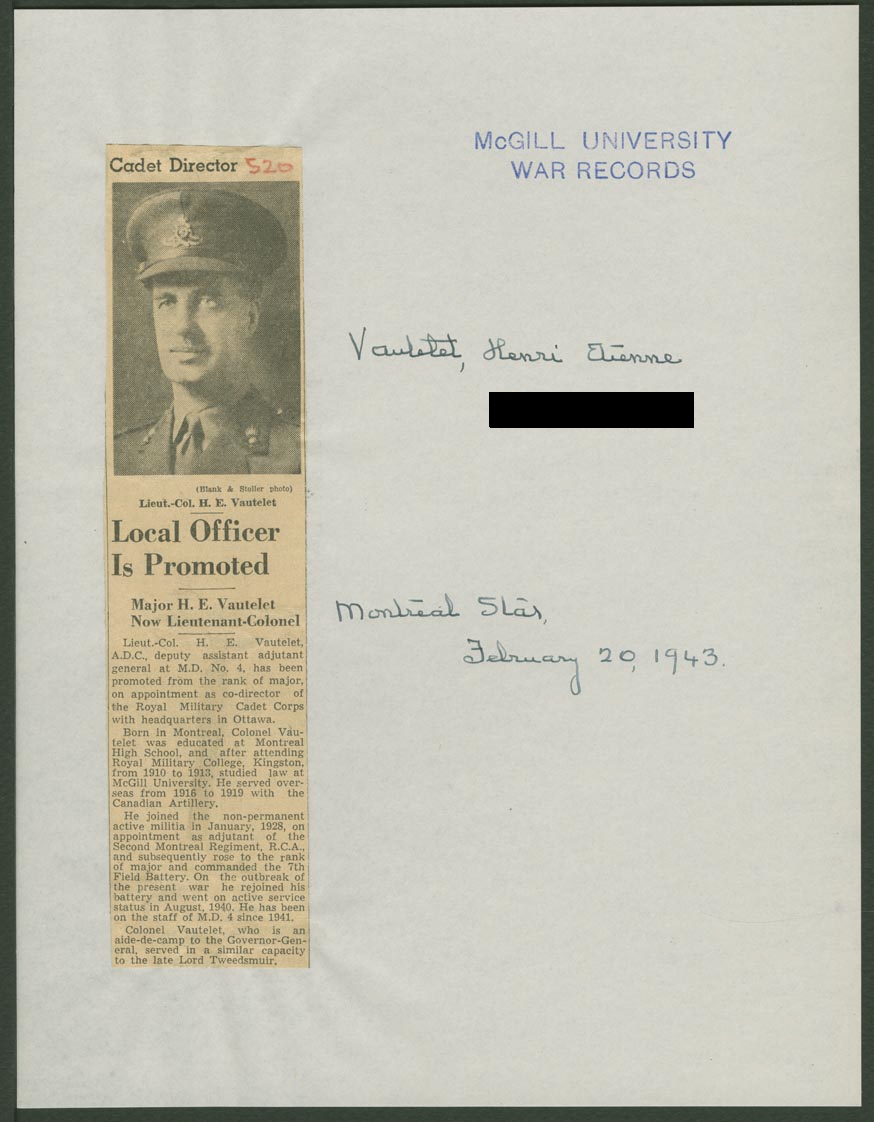 McGILL UNIVERSITY
WAR RECORDS
Cadet Director 520
(Blank & Stoller photo)
Lieut.-Col. H. E. Vautelet
Local Officer
Is Promoted
Major H. E. Vautelet
Now Lieutenant-Colonel
Lieut.-Col. H. E. Vautelet,
A.D.C., deputy assistant adjutant
general at M.D. No. 4, has been
promoted from the rank of major,
on appointment as co-director of
the Royal Military Cadet Corps
with headquarters in Ottawa.
Born in Montreal, Colonel Vau-
telet was educated at Montreal
High School, and after attending
Royal Military College, Kingston,
from 1910 to 1913, studied law at
McGill University. He served over-
seas from 1916 to 1919 with the
Canadian Artillery.
He joined the non-permanent
active militia in January, 1928, on
appointment as adjutant of the
Second Montreal Regiment, R.C.A.,
and subsequently rose to the rank
of major and commanded the 7th
Field Battery. On the outbreak of
the present war he rejoined his
battery and went on active service
status in August, 1940. He has been
on the staff of M.D. 4 since 1941.
Colonel Vautelet, who is an
aide-de-camp to the Governor-Gen-
eral, served in a similar capacity
to the late Lord Tweedsmuir.
Vautelet, Henri Etienne
Montreal Star,
February 20, 1943.